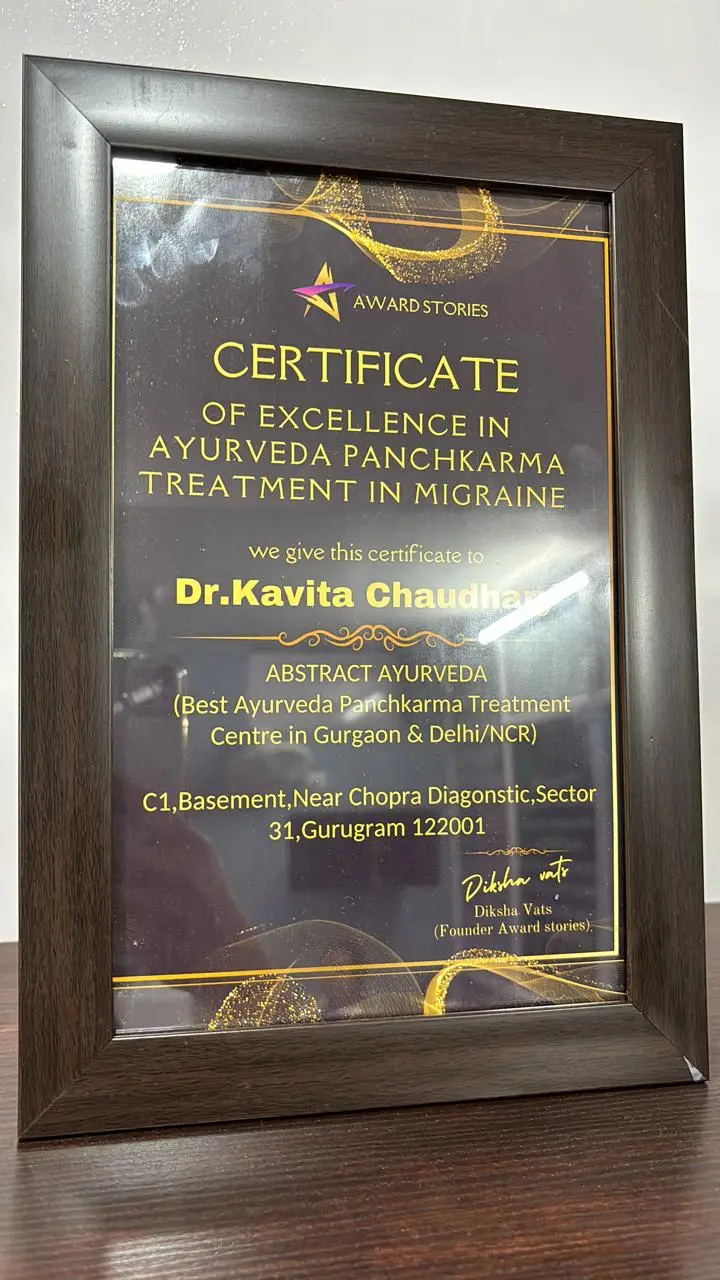 AWARD STORIES
CERTIFICATE
OF EXCELLENCE IN
AYURVEDA PANCHKARMA
TREATMENT IN MIGRAINE
we give this certificate to
Dr.Kavita
ABSTRACT AYURVEDA
(Best Ayurveda Panchkarma Treatment
Centre in Gurgaon & Delhi/NCR)
C1,Basement,Near Chopra Diagonstic,Sector
31,Gurugram 122001
Diksha vats
Diksha Vats
(Founder Award stories)